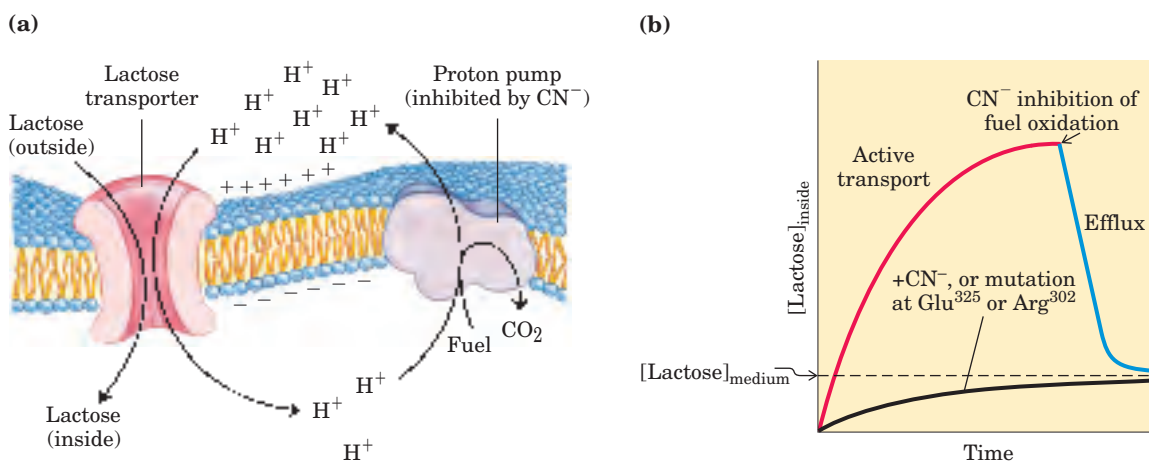 (a)
Lactose
transporter
Lactose
(outside)
H⁺
H⁺
H⁺
H⁺
H⁺
H⁺
H⁺
H⁺
H⁺
Proton pump
(inhibited by CN⁻)
+ + + + + +
− − − − − −
Fuel
CO₂
Lactose
(inside)
H⁺
H⁺
H⁺
(b)
[Lactose]inside
Active
transport
CN⁻ inhibition of
fuel oxidation
Efflux
+CN⁻, or mutation
at Glu³²⁵ or Arg³⁰²
[Lactose]medium
Time